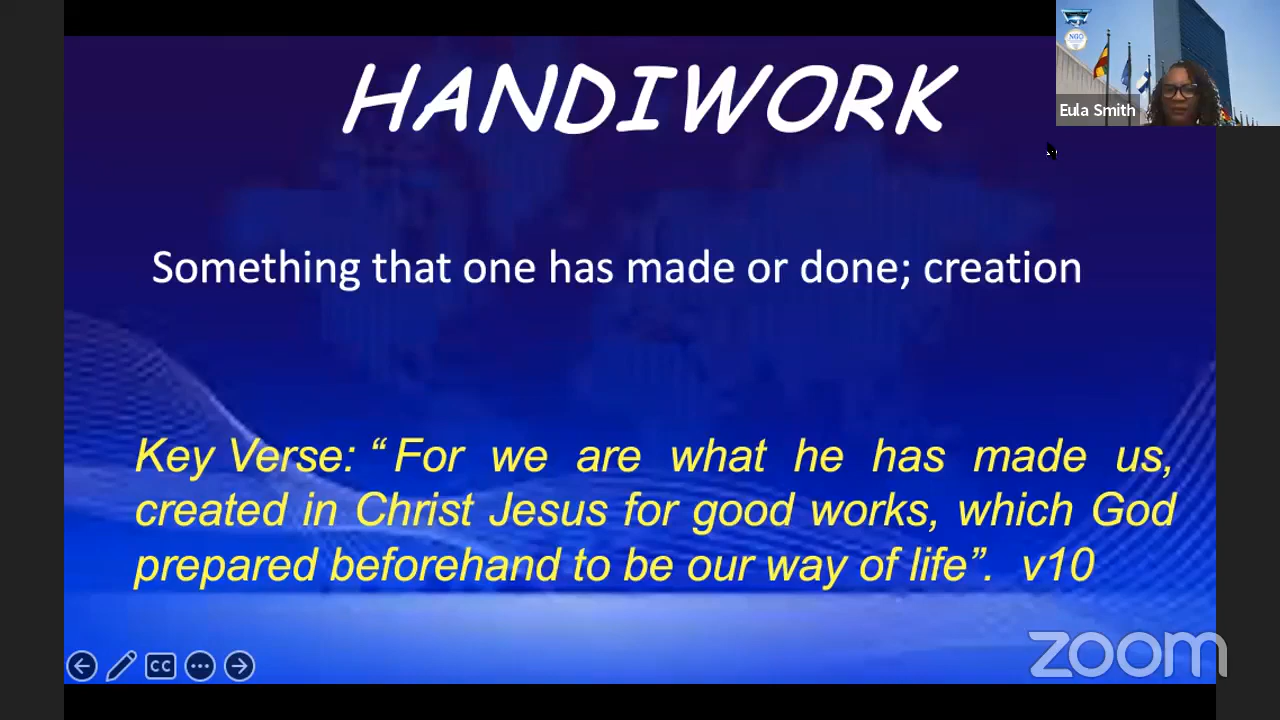 HANDIWORK
NGO
Eula Smith
Something that one has made or done; creation
Key Verse: “ For we are what he has made us,
created in Christ Jesus for good works, which God
prepared beforehand to be our way of life”. v10
CC
zoom